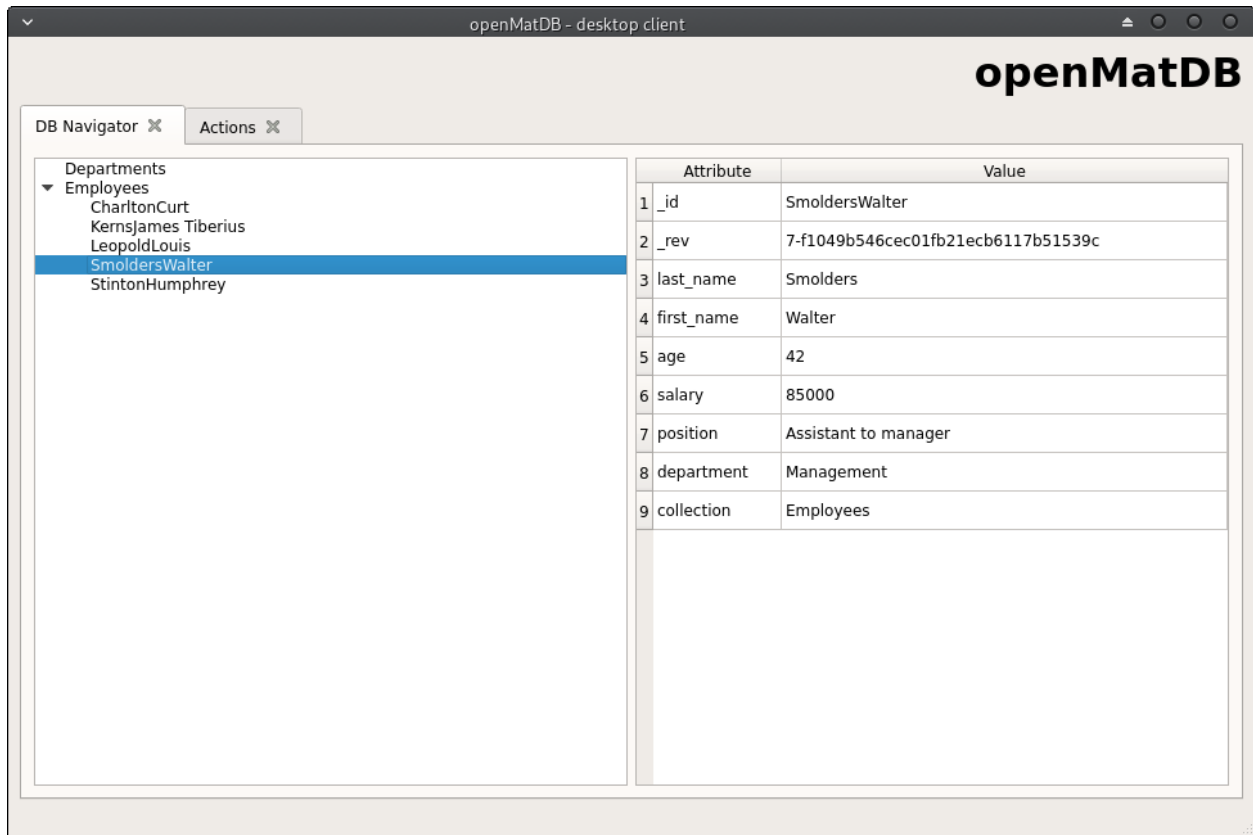 openMatDB - desktop client
openMatDB
DB Navigator
Actions
Departments
Employees
CharltonCurt
KernsJames Tiberius
LeopoldLouis
SmoldersWalter
StintonHumphrey
Attribute Value
1 _id SmoldersWalter
2 _rev 7-f1049b546cec01fb21ecb6117b51539c
3 last_name Smolders
4 first_name Walter
5 age 42
6 salary 85000
7 position Assistant to manager
8 department Management
9 collection Employees